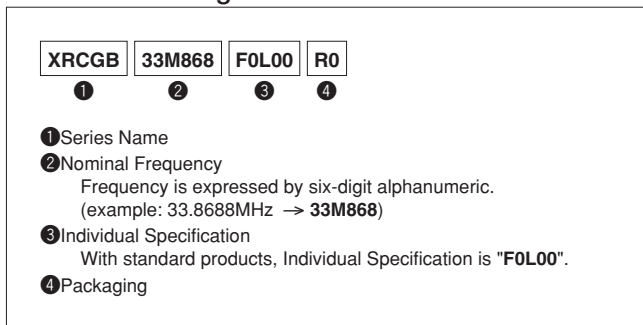 XRCGB 33M868 F0L00 R0
❶ ❷ ❸ ❹
❶Series Name
❷Nominal Frequency
Frequency is expressed by six-digit alphanumeric.
(example: 33.8688MHz → 33M868)
❸Individual Specification
With standard products, Individual Specification is "F0L00".
❹Packaging